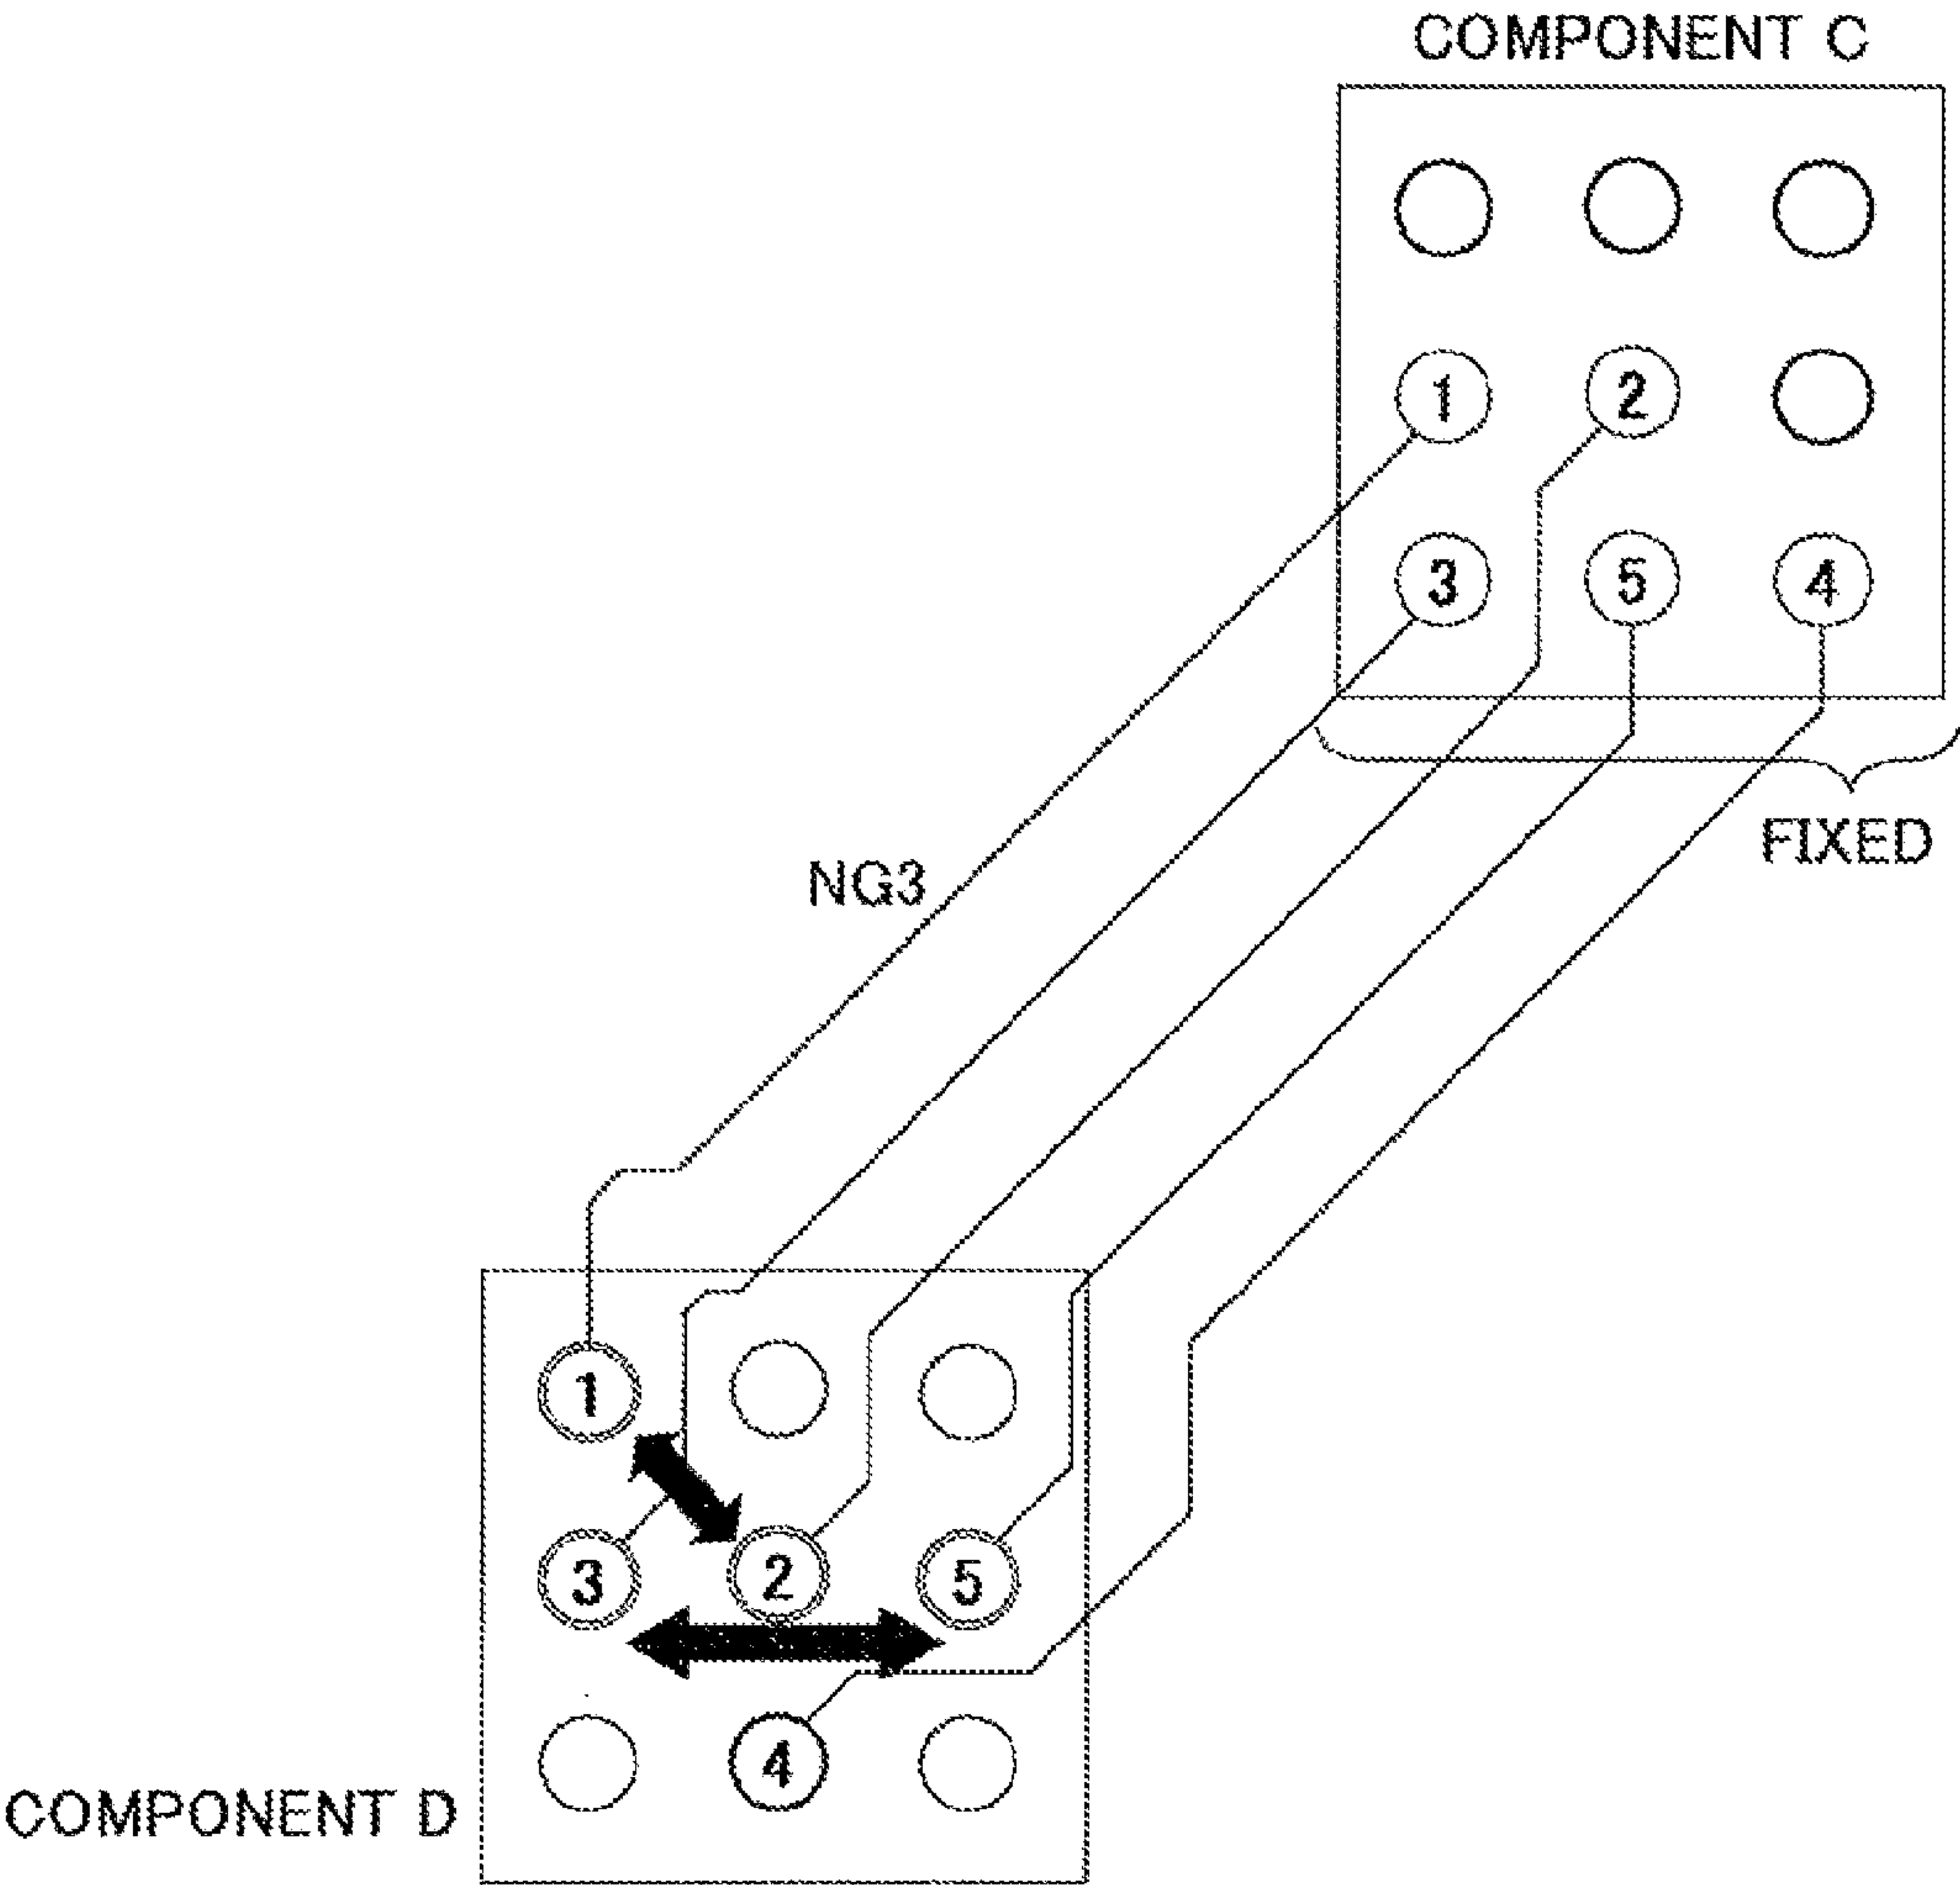 COMPONENT C
1 2
3 5 4
FIXED
NG3
1
3 2 5
4
COMPONENT D